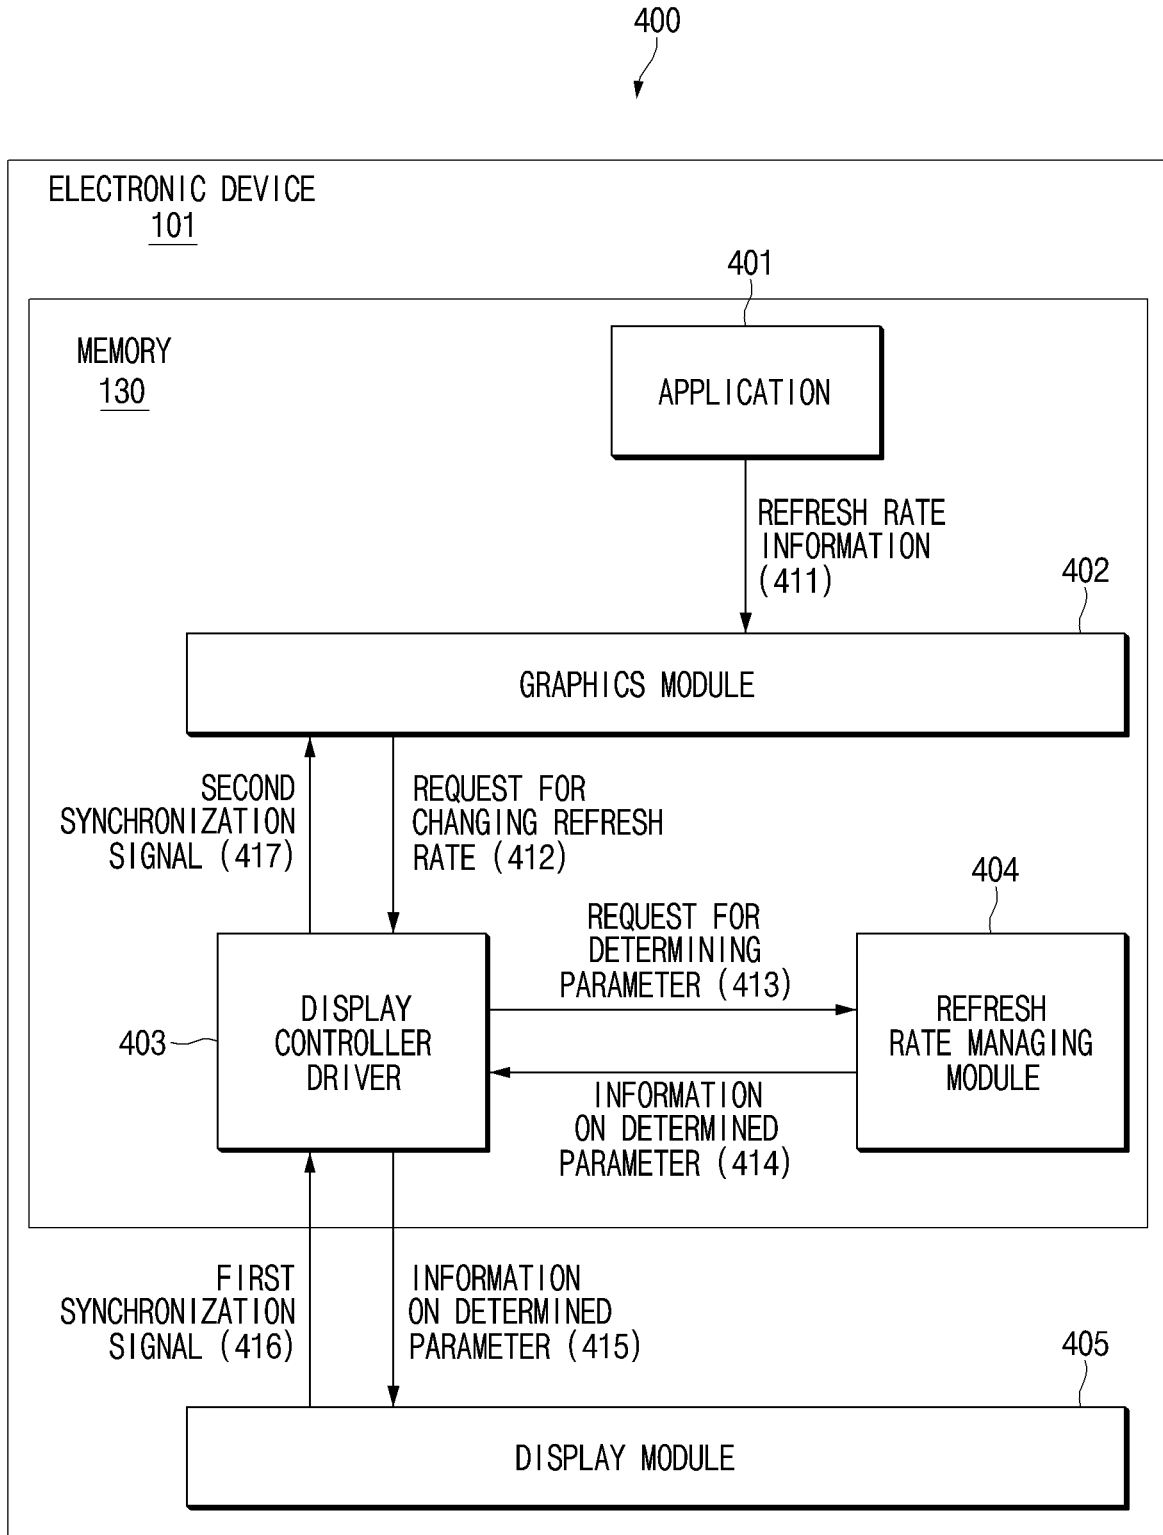 400
ELECTRONIC DEVICE
101
401
MEMORY
130
APPLICATION
REFRESH RATE
INFORMATION
(411)
402
GRAPHICS MODULE
SECOND
SYNCHRONIZATION
SIGNAL (417)
REQUEST FOR
CHANGING REFRESH
RATE (412)
404
REQUEST FOR
DETERMINING
PARAMETER (413)
403
DISPLAY
CONTROLLER
DRIVER
REFRESH
RATE MANAGING
MODULE
INFORMATION
ON DETERMINED
PARAMETER (414)
FIRST
SYNCHRONIZATION
SIGNAL (416)
INFORMATION
ON DETERMINED
PARAMETER (415)
405
DISPLAY MODULE